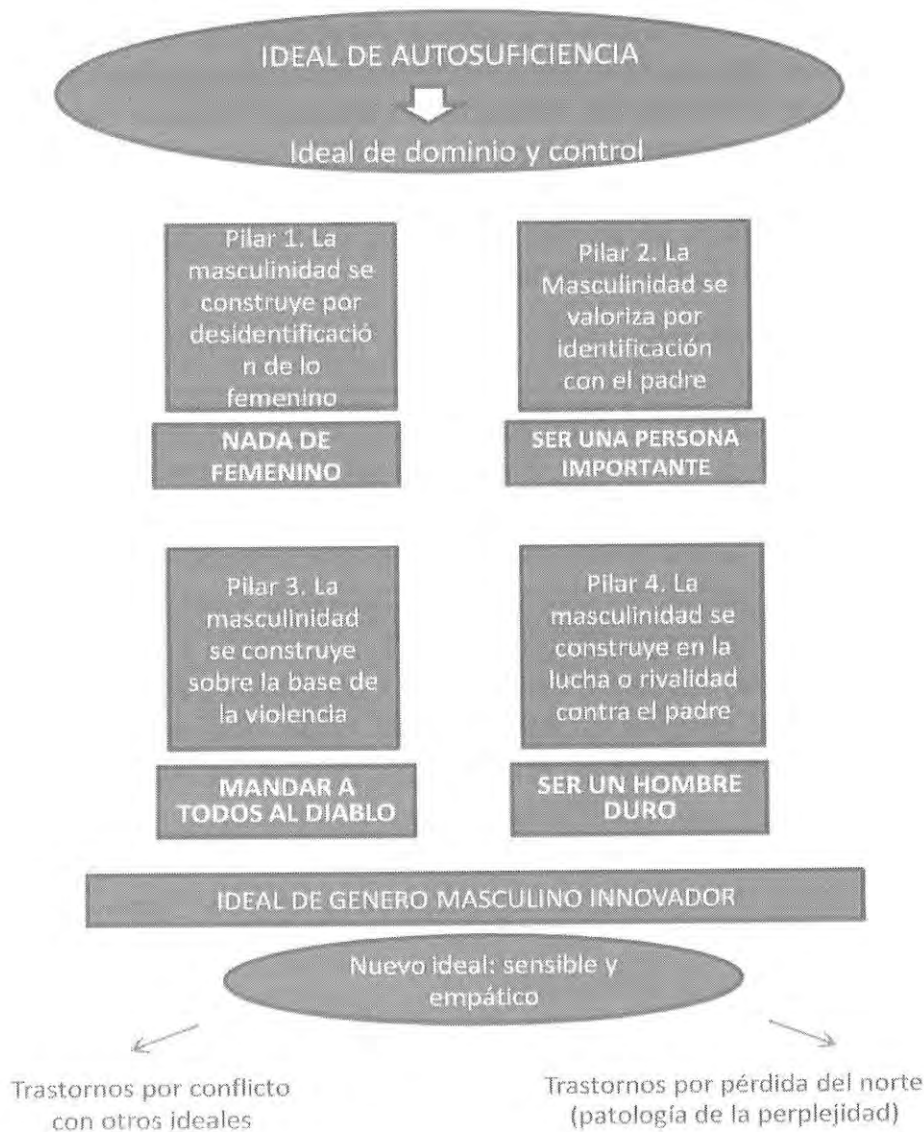 IDEAL DE AUTOSUFICIENCIA
Ideal de dominio y control
Pilar 1. La
masculinidad se
construye por
desidentificació
n de lo
femenino
NADA DE
FEMENINO
Pilar 2. La
Masculinidad se
valoriza por
identificación
con el padre
SER UNA PERSONA
IMPORTANTE
Pilar 3. La
masculinidad
se construye
sobre la base de
la violencia
MANDAR A
TODOS AL DIABLO
Pilar 4. La
masculinidad se
construye en la
lucha o rivalidad
contra el padre
SER UN HOMBRE
DURO
IDEAL DE GENERO MASCULINO INNOVADOR
Nuevo ideal: sensible y
empático
Trastornos por conflicto
con otros ideales
Trastornos por pérdida del norte
(patología de la perplejidad)